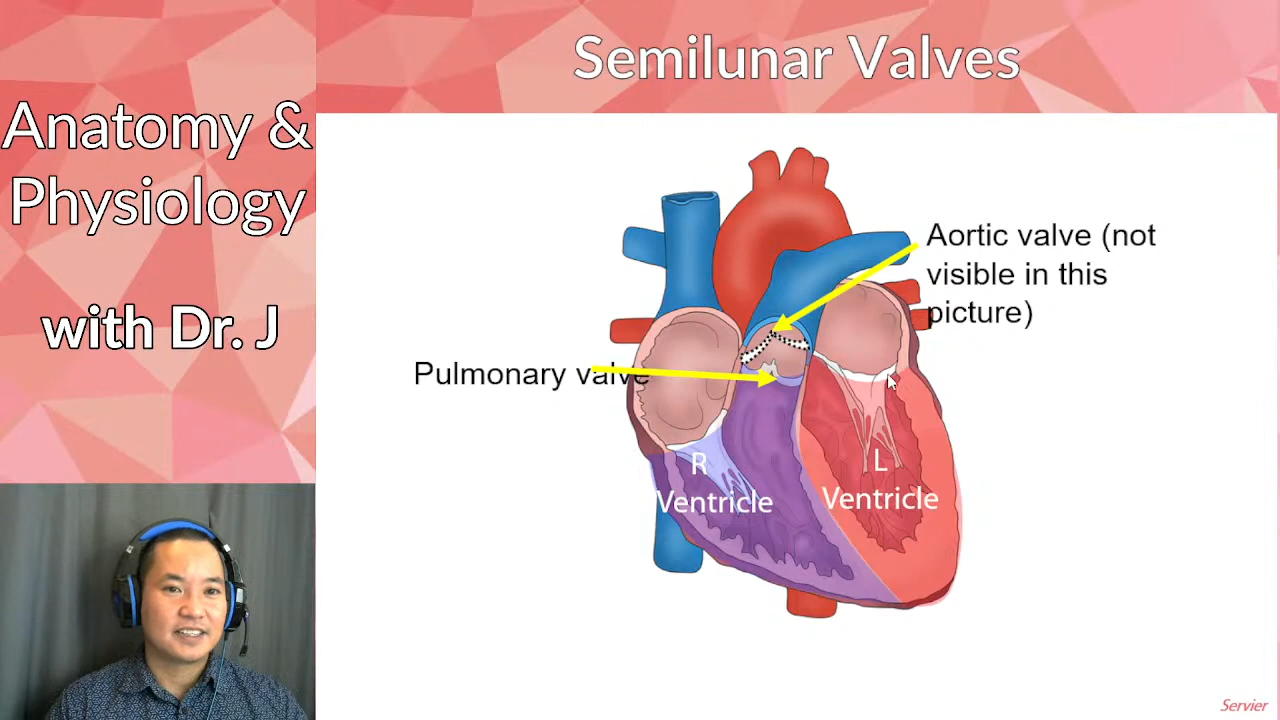 Semilunar Valves
Anatomy &
Physiology
with Dr. J
Aortic valve (not
visible in this
picture)
Pulmonary valve
R
Ventricle
L
Ventricle
Servier